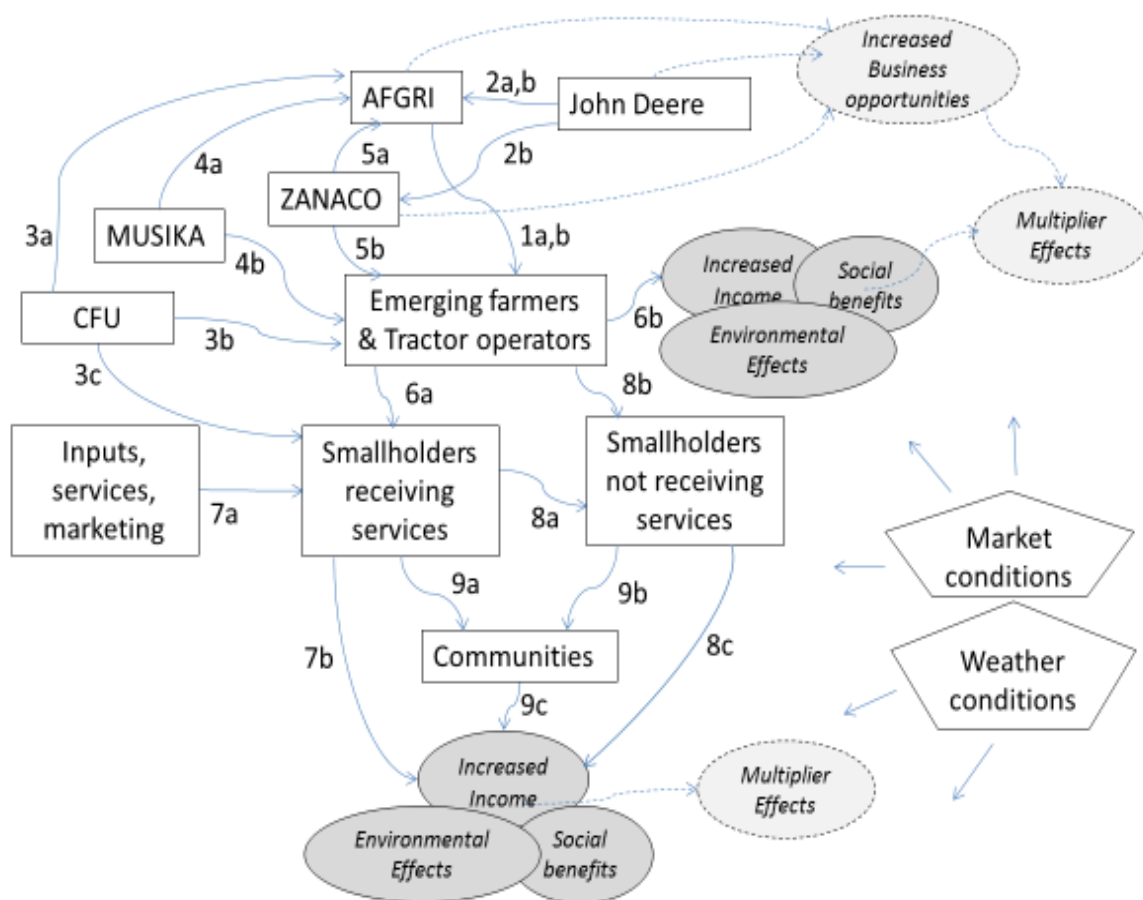 Increased
Business
opportunities
AFGRI
2a,b
John Deere
4a
5a
2b
ZANACO
3a
MUSIKA
4b
5b
1a,b
Multiplier
Effects
Increased
Income
Social
benefits
CFU
3b
Emerging farmers
& Tractor operators
6b
Environmental
Effects
3c
6a
8b
Inputs,
services,
marketing
7a
Smallholders
receiving
services
8a
Smallholders
not receiving
services
Market
conditions
9a
9b
7b
Communities
8c
Weather
conditions
9c
Increased
Income
Multiplier
Effects
Environmental
Effects
Social
benefits